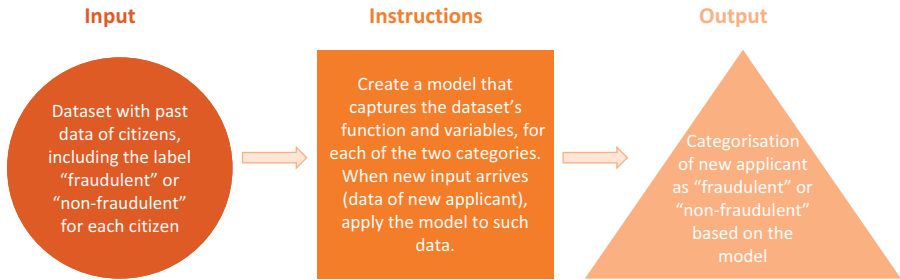 Input
Instructions
Output
Dataset with past
data of citizens,
including the label
“fraudulent” or
“non-fraudulent”
for each citizen
Create a model that
captures the dataset’s
function and variables, for
each of the two categories.
When new input arrives
(data of new applicant),
apply the model to such
data.
Categorisation
of new applicant
as “fraudulent” or
“non-fraudulent”
based on the
model